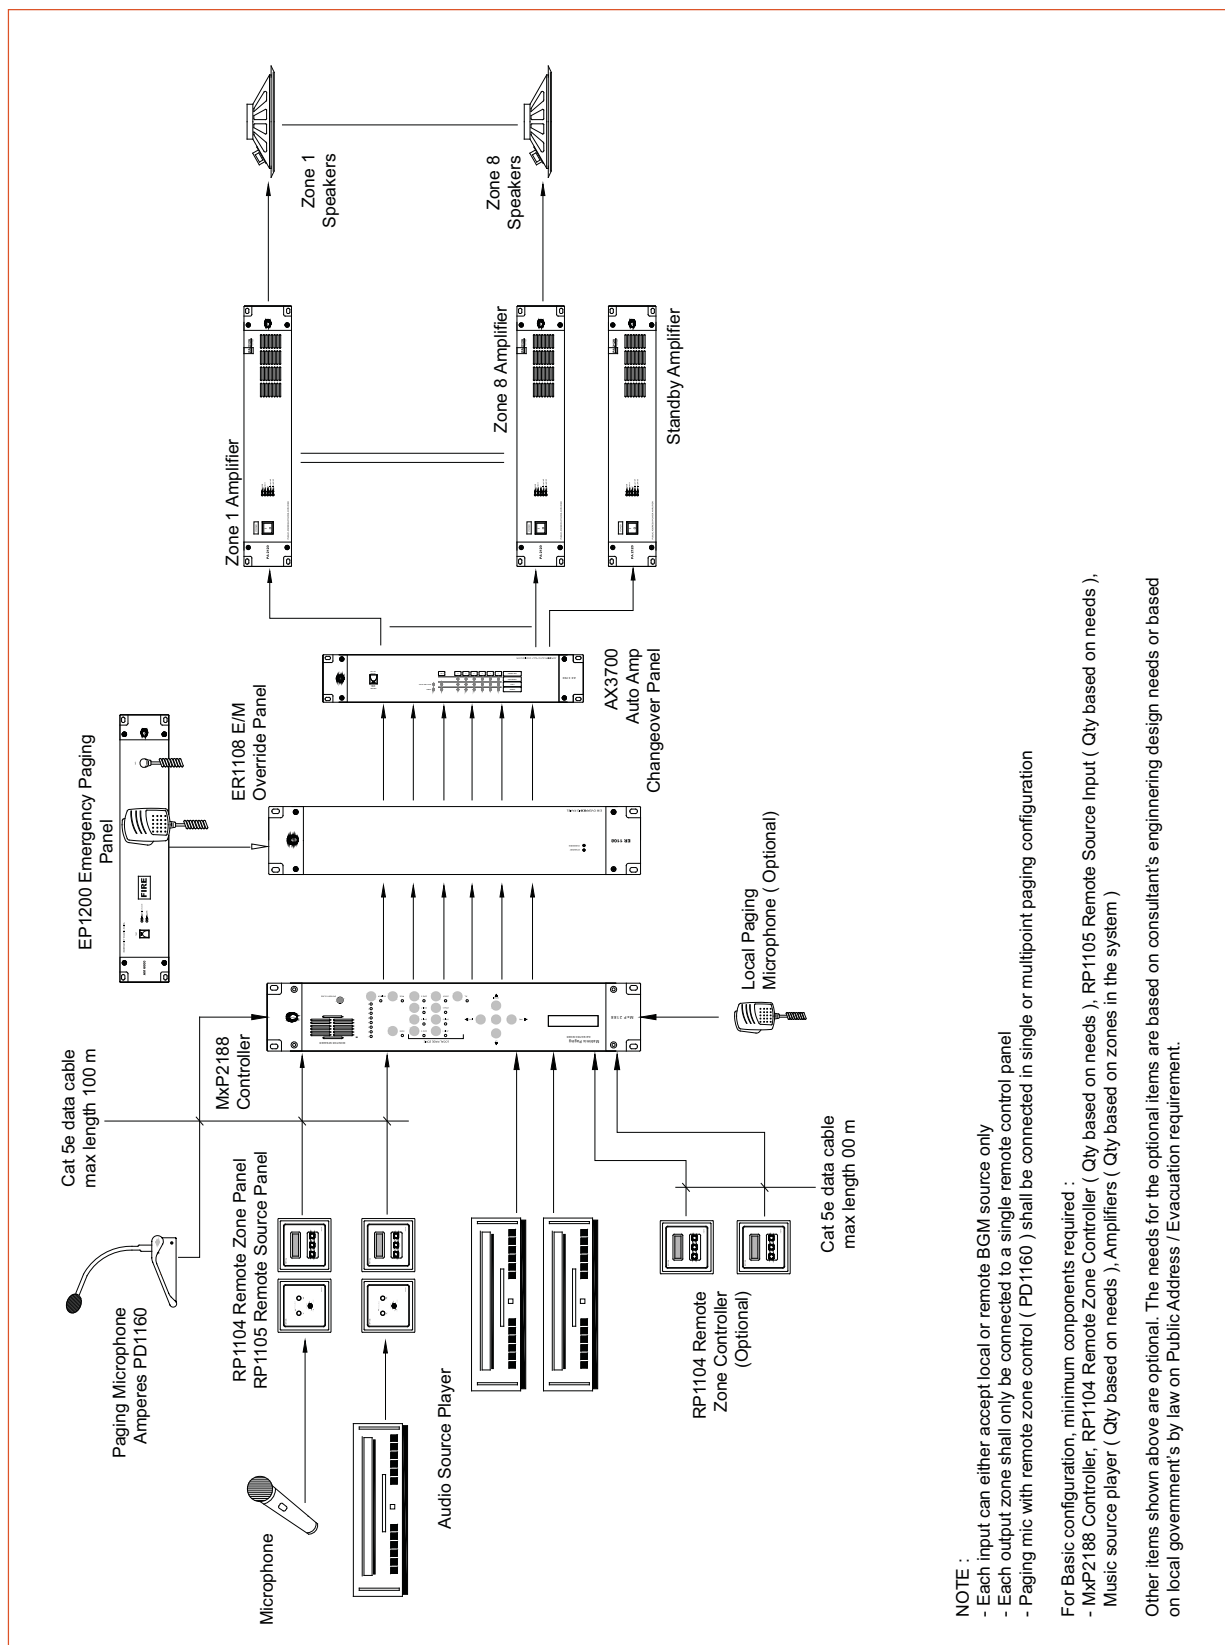 Paging Microphone
Amperes PD1160
Cat 5e data cable
max length 100 m
EP1200 Emergency Paging
Panel
FIRE
Microphone
RP1104 Remote Zone Panel
RP1105 Remote Source Panel
MxP2188
Controller
ER1108 E/M
Override Panel
Zone 1 Amplifier
Zone 1
Speakers
Audio Source Player
MxP 2188
ER 1108
Zone 8 Amplifier
Zone 8
Speakers
RP1104 Remote
Zone Controller
(Optional)
Cat 5e data cable
max length 00 m
Local Paging
Microphone ( Optional)
AX3700
Auto Amp
Changeover Panel
Standby Amplifier
NOTE :
- Each input can either accept local or remote BGM source only
- Each output zone shall only be connected to a single remote control panel
- Paging mic with remote zone control ( PD1160 ) shall be connected in single or multipoint paging configuration
For Basic configuration, minimum components required :
- MxP2188 Controller, RP1104 Remote Zone Controller ( Qty based on needs ), RP1105 Remote Source Input ( Qty based on needs ),
Music source player ( Qty based on needs ), Amplifiers ( Qty based on zones in the system )
Other items shown above are optional. The needs for the optional items are based on consultant's enginnering design needs or based
on local government's by law on Public Address / Evacuation requirement.